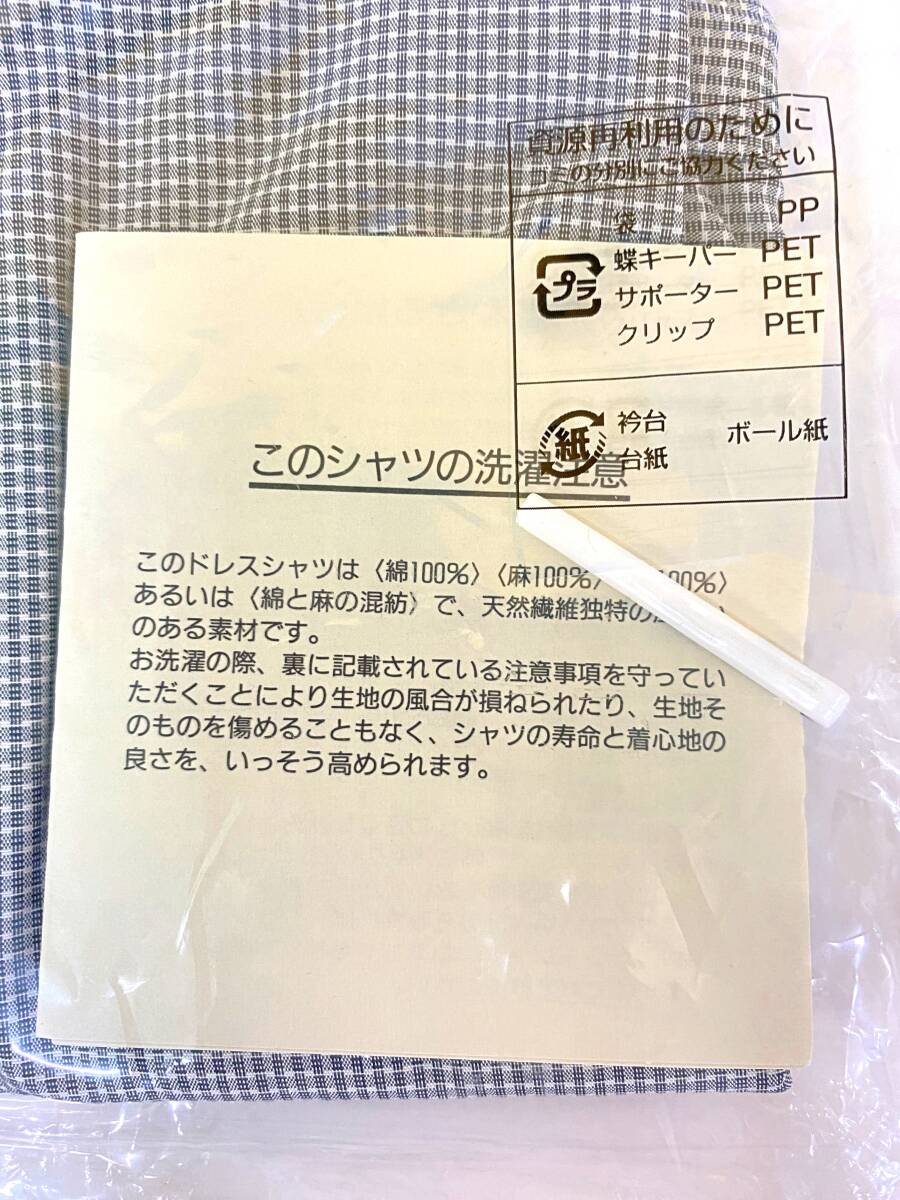 資源再利用のために
ゴミの分別にご協力ください
プラ
袋 PP
蝶キーパー PET
サポーター PET
クリップ PET
紙
衿台
台紙
ボール紙
このシャツの洗濯注意
このドレスシャツは〈綿100%〉〈麻100%〉 100%〉
あるいは〈綿と麻の混紡〉で、天然繊維独特の
のある素材です。
お洗濯の際、裏に記載されている注意事項を守ってい
ただくことにより生地の風合が損ねられたり、生地そ
のものを傷めることもなく、シャツの寿命と着心地の
良さを、いっそう高められます。